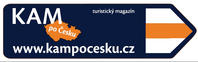 turistický magazín
KAM
po Česku
www.kampocesku.cz